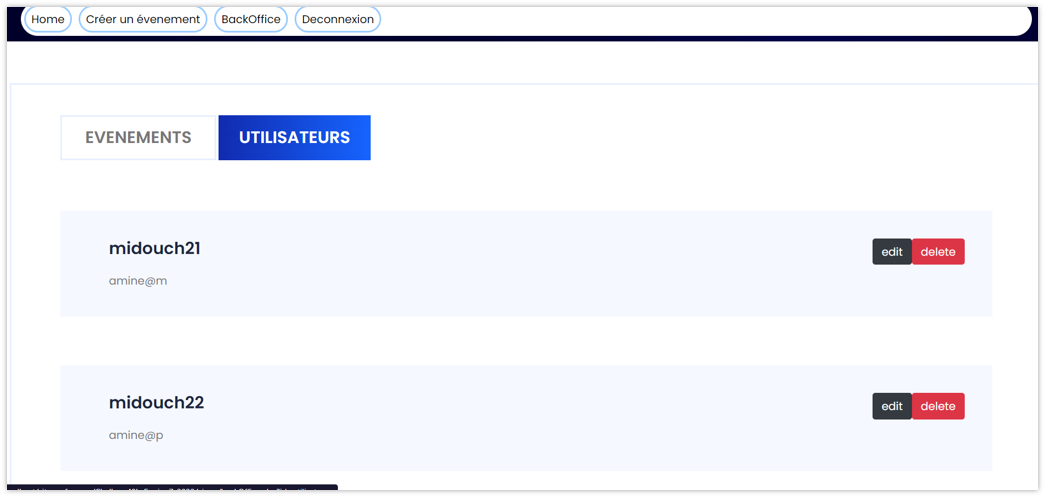 Home Créer un évenement BackOffice Deconnexion
EVENEMENTS UTILISATEURS
midouch21
edit delete
amine@m
midouch22
edit delete
amine@p